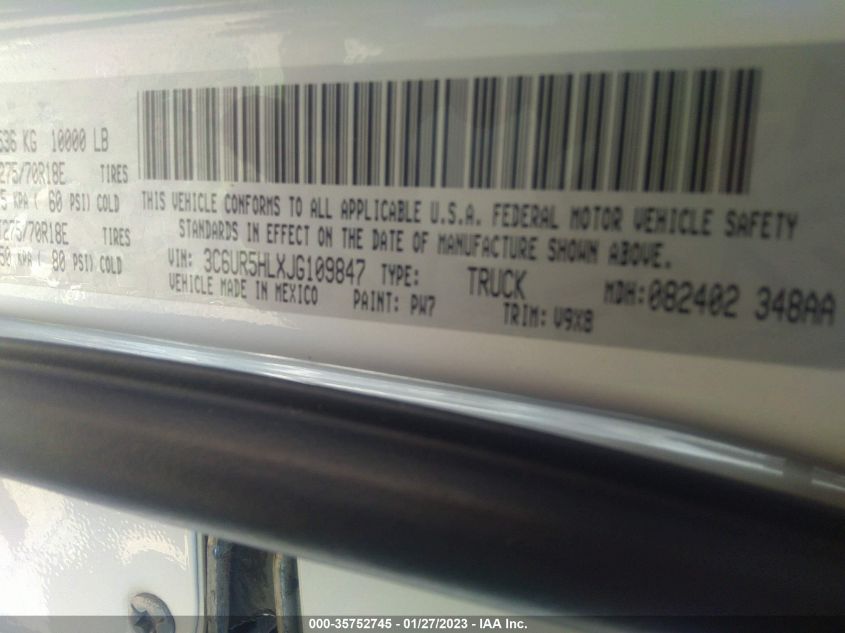 KG 10000 LB
275/70R18E TIRES
KPA ( 60 PSI) COLD
275/70R18E TIRES
KPA ( 80 PSI) COLD
THIS VEHICLE CONFORMS TO ALL APPLICABLE U.S.A. FEDERAL MOTOR VEHICLE SAFETY
STANDARDS IN EFFECT ON THE DATE OF MANUFACTURE SHOWN ABOVE.
VIN: 3C6UR5HLXJG109847 TYPE: TRUCK MDH:082402 348AA
VEHICLE MADE IN MEXICO PAINT: PW7 TRIM: V9X8
000-35752745 - 01/27/2023 - IAA Inc.